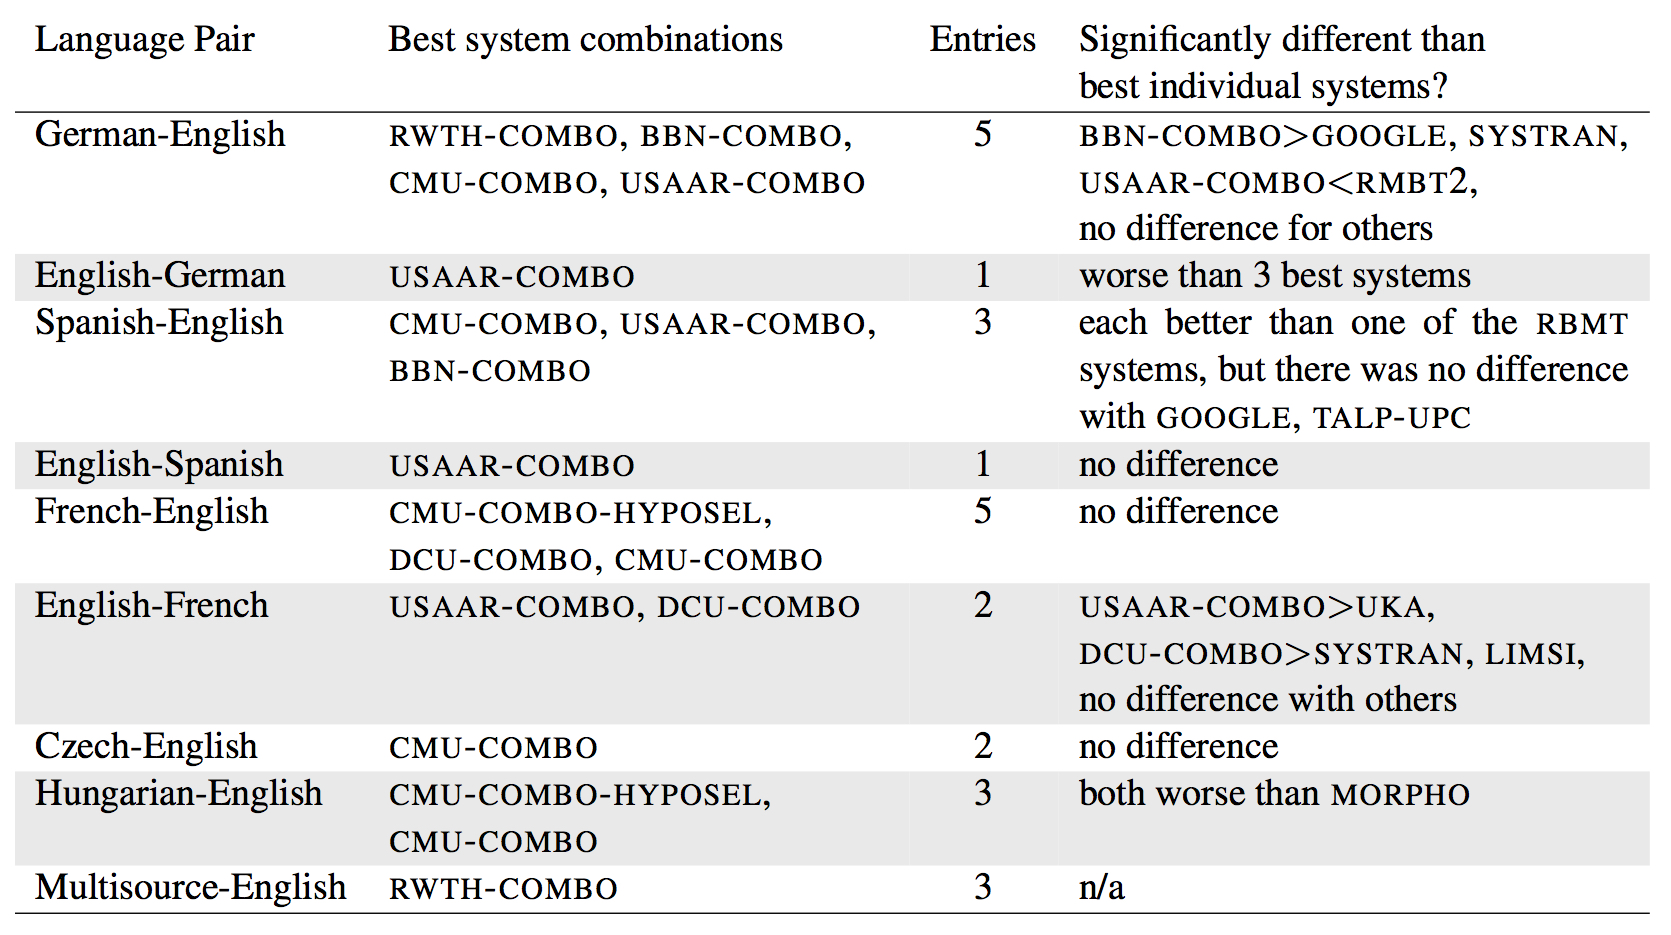 Language Pair Best system combinations Entries Significantly different than
best individual systems?
German-English RWTH-COMBO, BBN-COMBO, 5 BBN-COMBO>GOOGLE, SYSTRAN,
CMU-COMBO, USAAR-COMBO USAAR-COMBO<RMBT2,
no difference for others
English-German USAAR-COMBO 1 worse than 3 best systems
Spanish-English CMU-COMBO, USAAR-COMBO, 3 each better than one of the RBMT
BBN-COMBO systems, but there was no difference
with GOOGLE, TALP-UPC
English-Spanish USAAR-COMBO 1 no difference
French-English CMU-COMBO-HYPOSEL, 5 no difference
DCU-COMBO, CMU-COMBO
English-French USAAR-COMBO, DCU-COMBO 2 USAAR-COMBO>UKA,
DCU-COMBO>SYSTRAN, LIMSI,
no difference with others
Czech-English CMU-COMBO 2 no difference
Hungarian-English CMU-COMBO-HYPOSEL, 3 both worse than MORPHO
CMU-COMBO
Multisource-English RWTH-COMBO 3 n/a